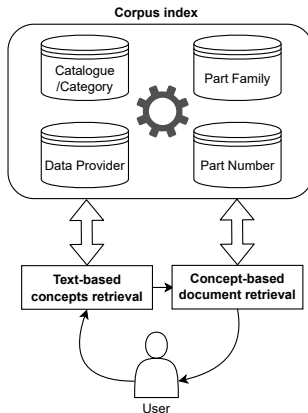 Corpus index
Catalogue
/Category
Part Family
Data Provider
Part Number
Text-based
concepts retrieval
Concept-based
document retrieval
User